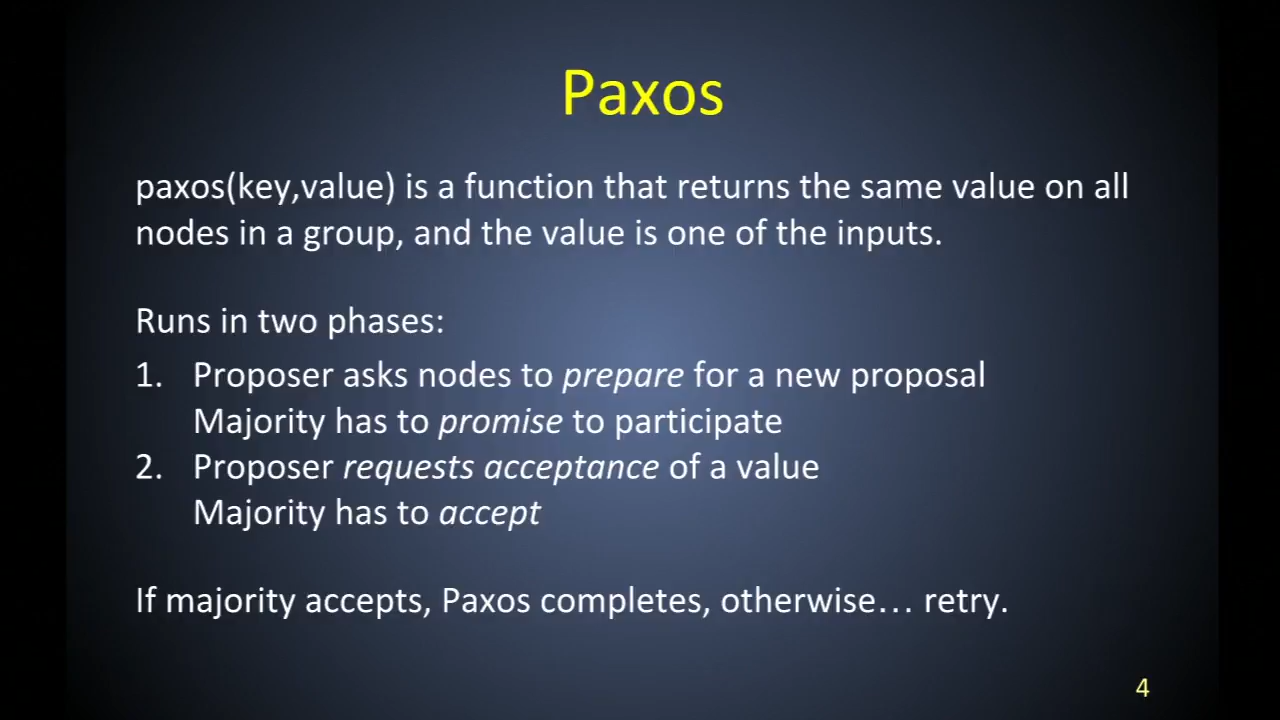 Paxos
paxos(key,value) is a function that returns the same value on all
nodes in a group, and the value is one of the inputs.
Runs in two phases:
1. Proposer asks nodes to prepare for a new proposal
Majority has to promise to participate
2. Proposer requests acceptance of a value
Majority has to accept
If majority accepts, Paxos completes, otherwise… retry.
4